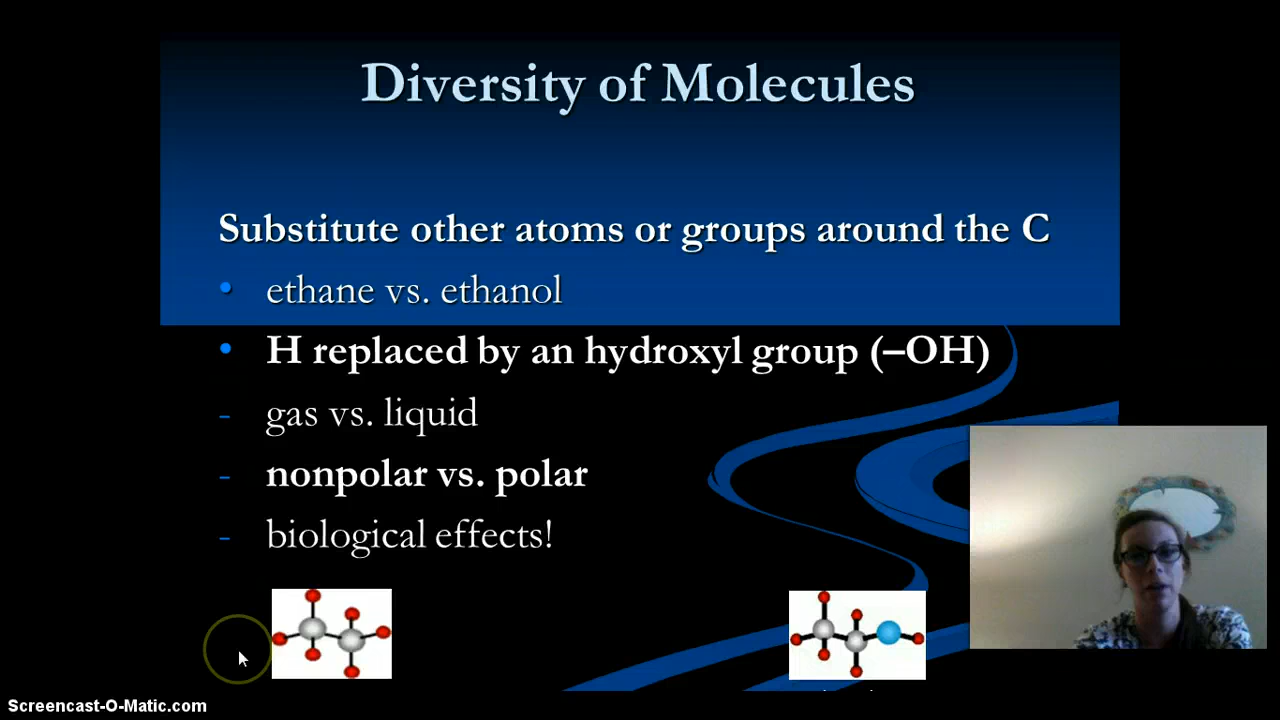 Diversity of Molecules
Substitute other atoms or groups around the C
• ethane vs. ethanol
• H replaced by an hydroxyl group (–OH)
- gas vs. liquid
- nonpolar vs. polar
- biological effects!
Screencast-O-Matic.com